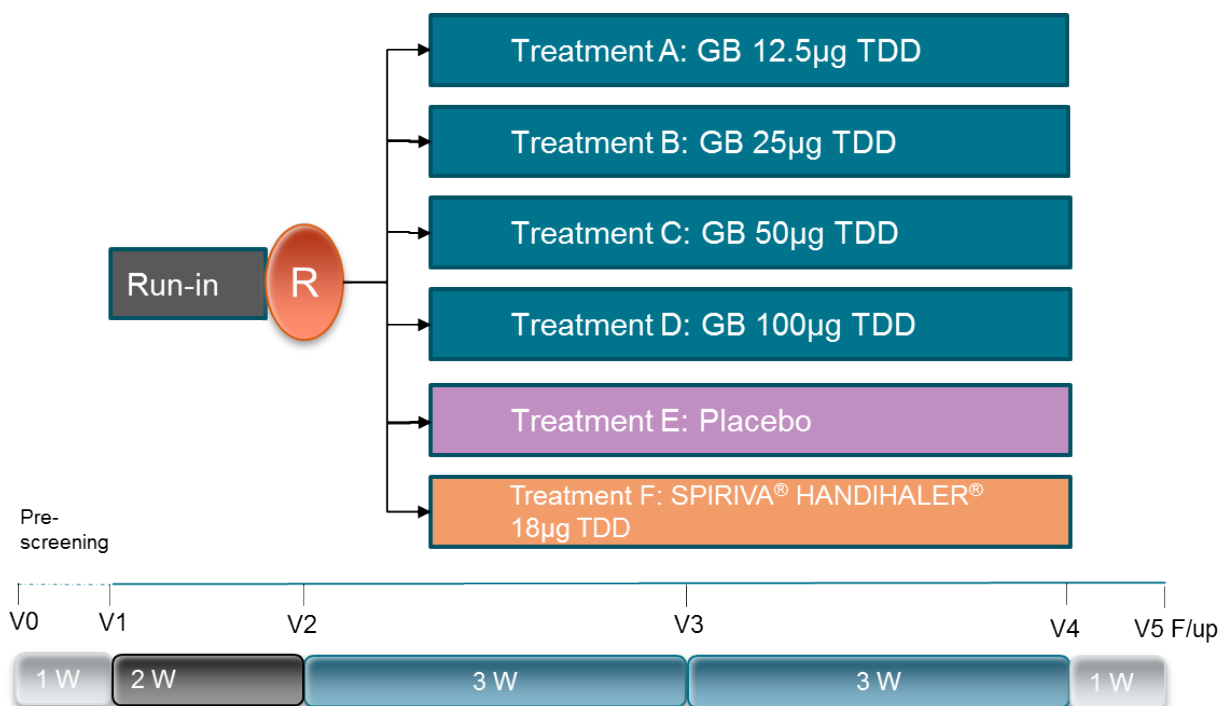 Treatment A: GB 12.5µg TDD
Treatment B: GB 25µg TDD
Treatment C: GB 50µg TDD
Run-in
R
Treatment D: GB 100µg TDD
Treatment E: Placebo
Treatment F: SPIRIVA® HANDIHALER®
18µg TDD
Pre-
screening
V0 V1 V2 V3 V4 V5 F/up
1 W 2 W 3 W 3 W 1 W